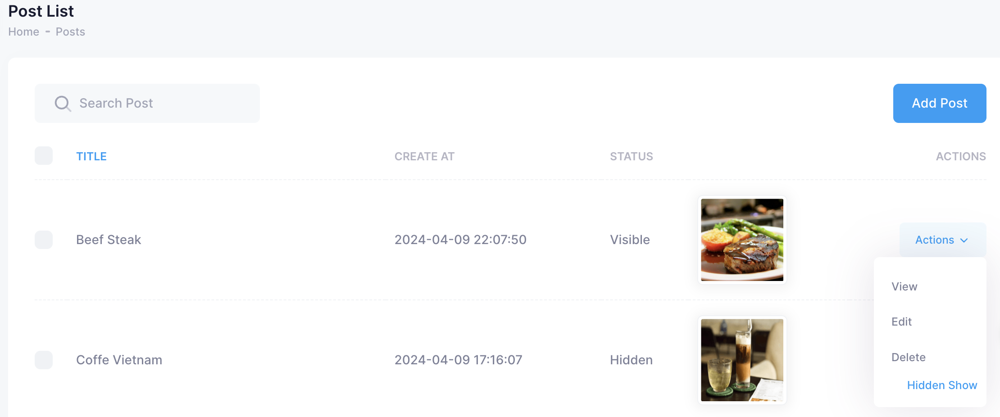 Post List
Home - Posts
Search Post
Add Post
TITLE CREATE AT STATUS ACTIONS
Beef Steak 2024-04-09 22:07:50 Visible Actions
View
Edit
Coffe Vietnam 2024-04-09 17:16:07 Hidden
Delete
Hidden Show